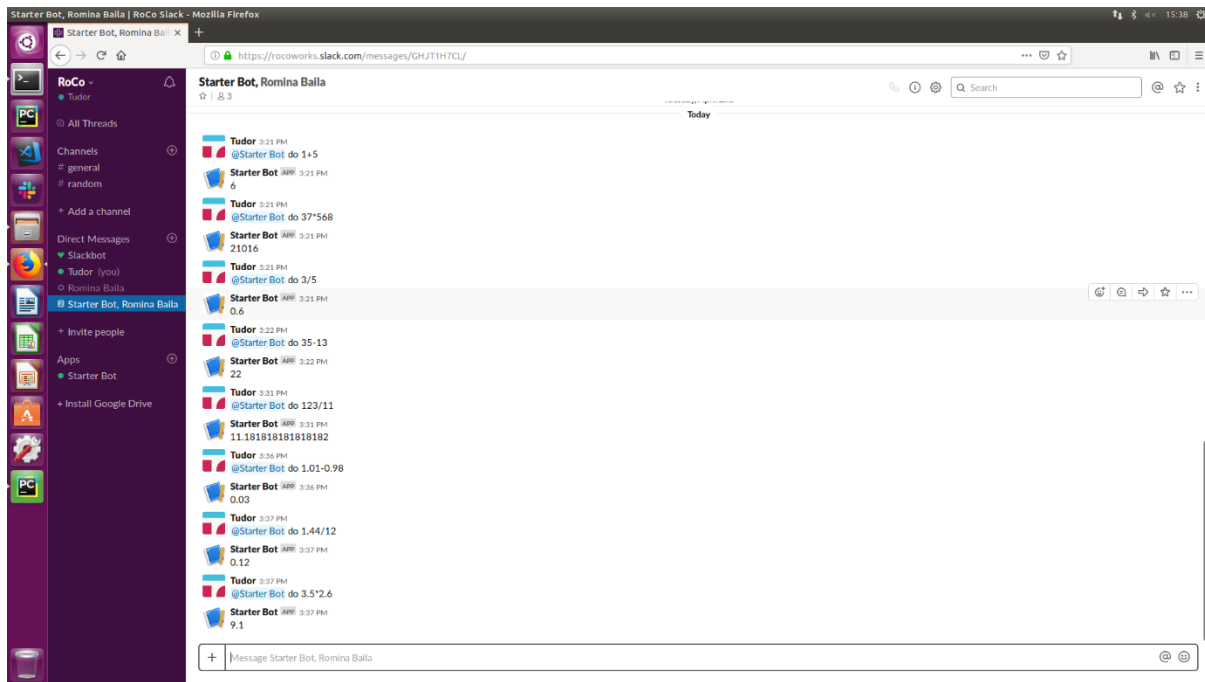 Starter Bot, Romina Baila | RoCo Slack - Mozilla Firefox
15:38
Starter Bot, Romina Bail
https://rocoworks.slack.com/messages/GHJT1H7CL/
RoCo
Tudor
All Threads
Channels
# general
# random
+ Add a channel
Direct Messages
Slackbot
Tudor (you)
Romina Baila
Starter Bot, Romina Baila
+ Invite people
Apps
Starter Bot
+ Install Google Drive
Starter Bot, Romina Baila
3
Search
Today
Tudor 3:21 PM
@Starter Bot do 1+5
Starter Bot APP 3:21 PM
6
Tudor 3:21 PM
@Starter Bot do 37*568
Starter Bot APP 3:21 PM
21016
Tudor 3:21 PM
@Starter Bot do 3/5
Starter Bot APP 3:21 PM
0.6
Tudor 3:22 PM
@Starter Bot do 35-13
Starter Bot APP 3:22 PM
22
Tudor 3:31 PM
@Starter Bot do 123/11
Starter Bot APP 3:31 PM
11.181818181818182
Tudor 3:36 PM
@Starter Bot do 1.01-0.98
Starter Bot APP 3:36 PM
0.03
Tudor 3:37 PM
@Starter Bot do 1.44/12
Starter Bot APP 3:37 PM
0.12
Tudor 3:37 PM
@Starter Bot do 3.5*2.6
Starter Bot APP 3:37 PM
9.1
Message Starter Bot, Romina Baila